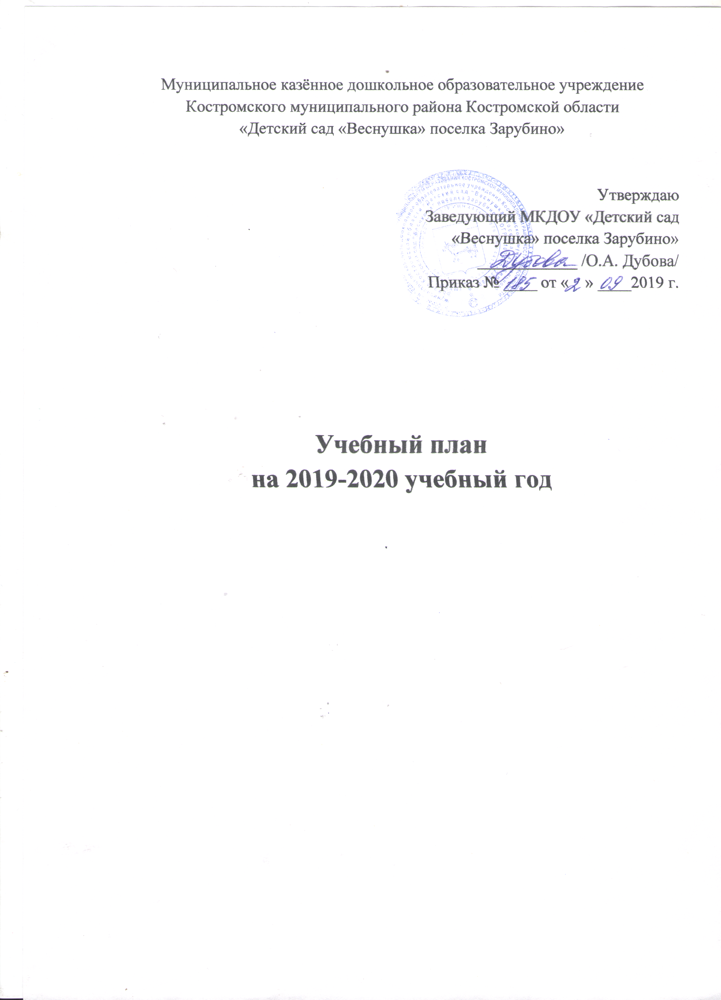 Муниципальное казённое дошкольное образовательное учреждение
Костромского муниципального района Костромской области
«Детский сад «Веснушка» поселка Зарубино»
Утверждаю
Заведующий МКДОУ «Детский сад
«Веснушка» поселка Зарубино»
Дубова /О.А. Дубова/
Приказ № 185 от «2» 09 2019 г.
Учебный план
на 2019-2020 учебный год